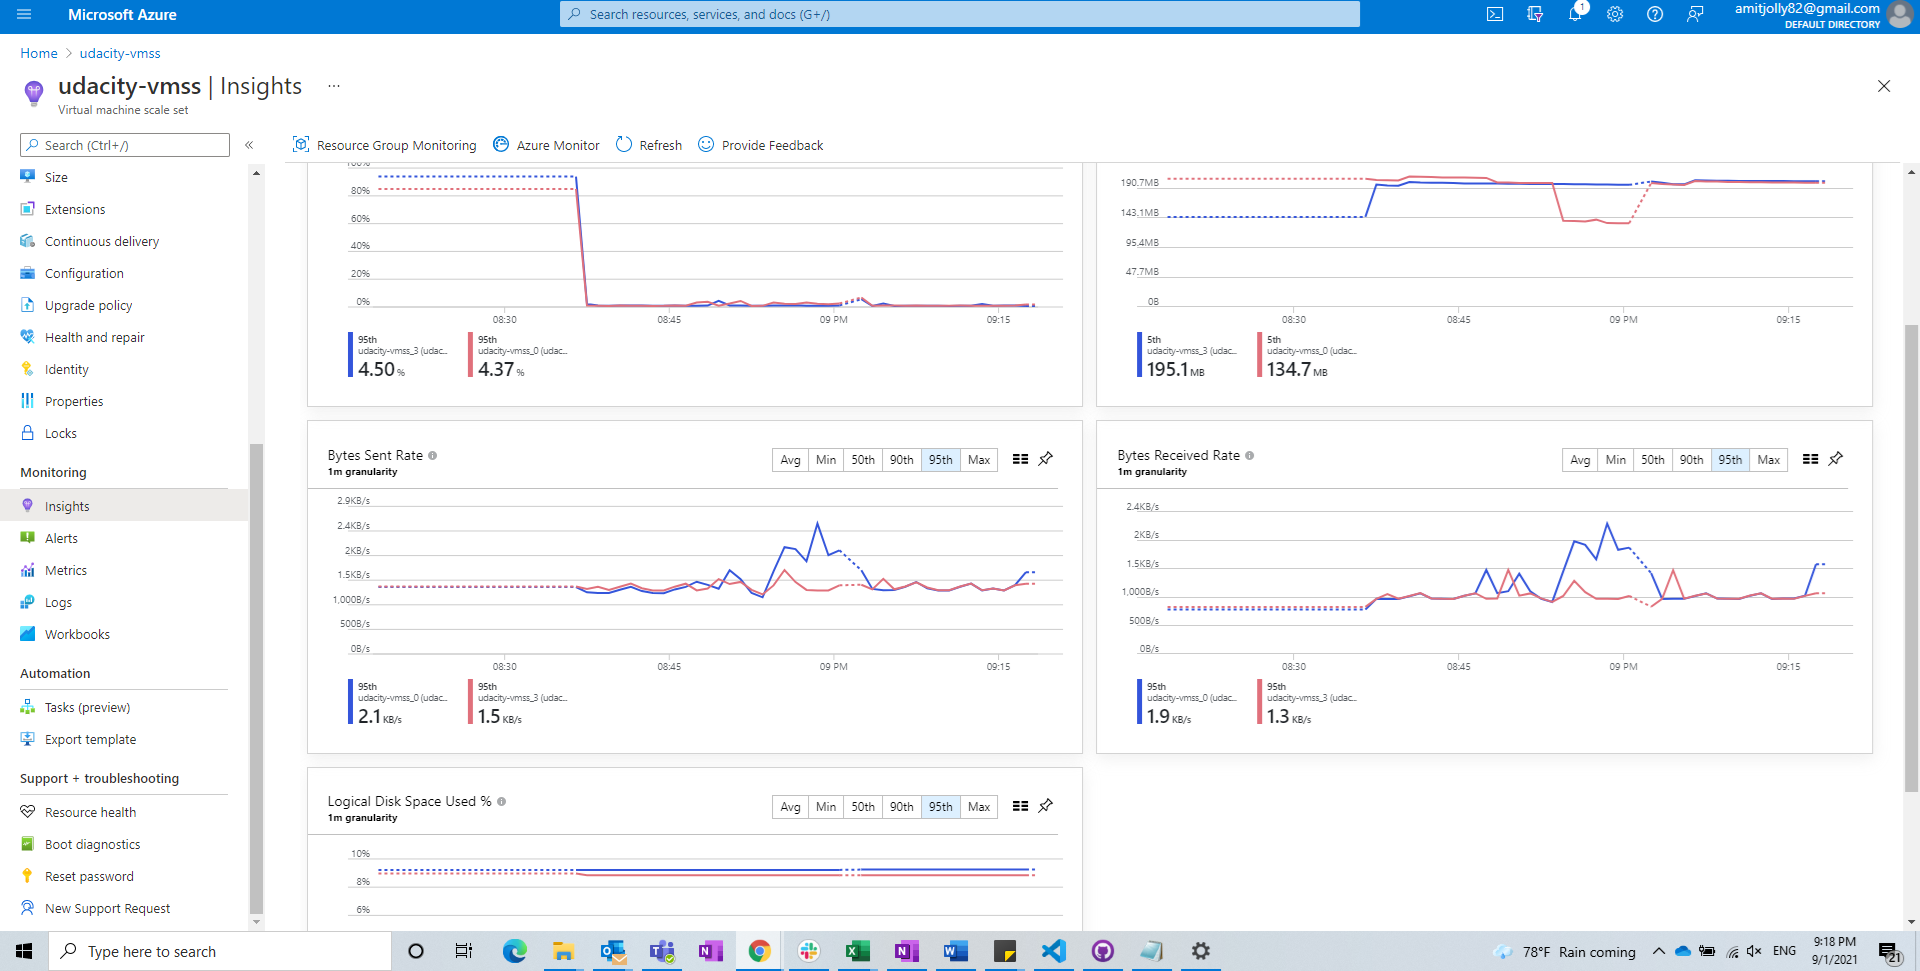 Microsoft Azure
Search resources, services, and docs (G+/)
1
amitjolly82@gmail.com
DEFAULT DIRECTORY
Home > udacity-vmss
udacity-vmss | Insights ...
Virtual machine scale set
Search (Ctrl+/)
«
Resource Group Monitoring
Azure Monitor
Refresh
Provide Feedback
Size
Extensions
Continuous delivery
Configuration
Upgrade policy
Health and repair
Identity
Properties
Locks
Monitoring
Insights
Alerts
Metrics
Logs
Workbooks
Automation
Tasks (preview)
Export template
Support + troubleshooting
Resource health
Boot diagnostics
Reset password
New Support Request
100%
80%
60%
40%
20%
0%
08:30 08:45 09 PM 09:15
95th
udacity-vmss_3 (udac...
4.50 %
95th
udacity-vmss_0 (udac...
4.37 %
190.7MB
143.1MB
95.4MB
47.7MB
0B
08:30 08:45 09 PM 09:15
5th
udacity-vmss_3 (udac...
195.1 MB
5th
udacity-vmss_0 (udac...
134.7 MB
Bytes Sent Rate
1m granularity
Avg Min 50th 90th 95th Max
2.9KB/s
2.4KB/s
2KB/s
1.5KB/s
1,000B/s
500B/s
0B/s
08:30 08:45 09 PM 09:15
95th
udacity-vmss_0 (udac...
2.1 KB/s
95th
udacity-vmss_3 (udac...
1.5 KB/s
Bytes Received Rate
1m granularity
Avg Min 50th 90th 95th Max
2.4KB/s
2KB/s
1.5KB/s
1,000B/s
500B/s
0B/s
08:30 08:45 09 PM 09:15
95th
udacity-vmss_0 (udac...
1.9 KB/s
95th
udacity-vmss_3 (udac...
1.3 KB/s
Logical Disk Space Used %
1m granularity
Avg Min 50th 90th 95th Max
10%
8%
6%
Type here to search
78°F Rain coming
ENG
9:18 PM
9/1/2021
21